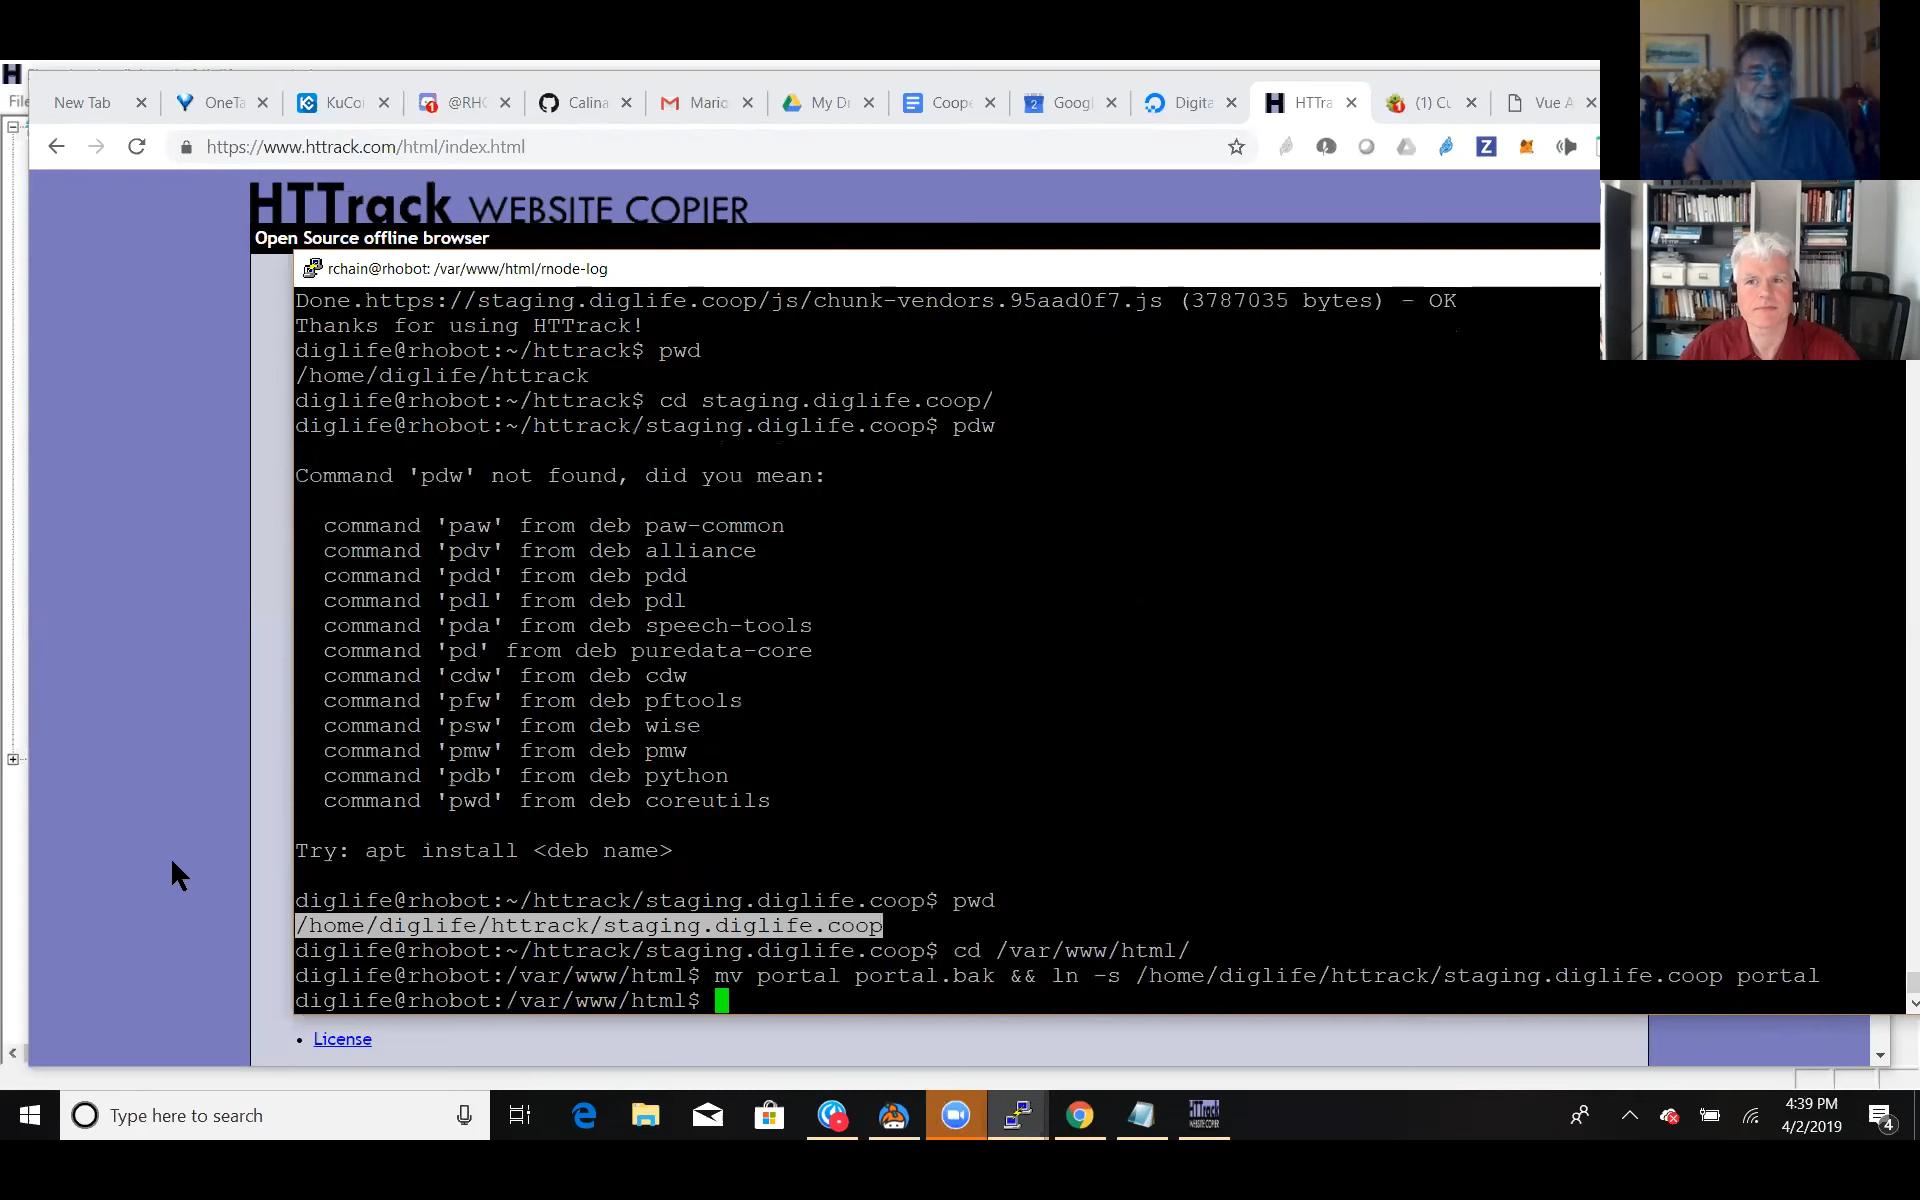 New Tab
OneTa
KuCoi
@RHC
Calina
Mario
My Dr
Coope
Googl
Digita
HTTra
(1) Cu
Vue A
File
https://www.httrack.com/html/index.html
HTTrack WEBSITE COPIER
Open Source offline browser
rchain@rhobot: /var/www/html/rnode-log
Done.https://staging.diglife.coop/js/chunk-vendors.95aad0f7.js (3787035 bytes) - OK
Thanks for using HTTrack!
diglife@rhobot:~/httrack$ pwd
/home/diglife/httrack
diglife@rhobot:~/httrack$ cd staging.diglife.coop/
diglife@rhobot:~/httrack/staging.diglife.coop$ pdw
Command 'pdw' not found, did you mean:
command 'paw' from deb paw-common
command 'pdv' from deb alliance
command 'pdd' from deb pdd
command 'pdl' from deb pdl
command 'pda' from deb speech-tools
command 'pd' from deb puredata-core
command 'cdw' from deb cdw
command 'pfw' from deb pftools
command 'psw' from deb wise
command 'pmw' from deb pmw
command 'pdb' from deb python
command 'pwd' from deb coreutils
Try: apt install <deb name>
diglife@rhobot:~/httrack/staging.diglife.coop$ pwd
/home/diglife/httrack/staging.diglife.coop
diglife@rhobot:~/httrack/staging.diglife.coop$ cd /var/www/html/
diglife@rhobot:/var/www/html$ mv portal portal.bak && ln -s /home/diglife/httrack/staging.diglife.coop portal
diglife@rhobot:/var/www/html$
License
Type here to search
HTTrack
WEBSITE
COPIER
4:39 PM
4/2/2019
4